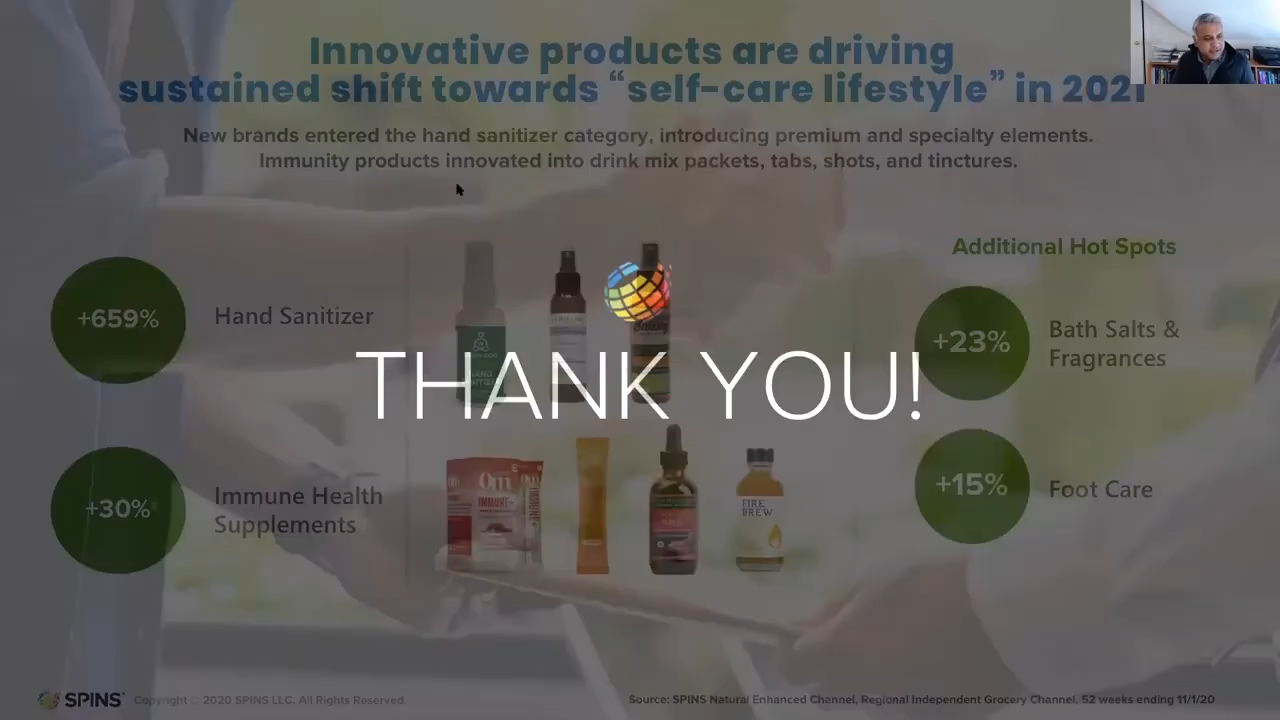 Innovative products are driving
sustained shift towards “self-care lifestyle” in 2021
New brands entered the hand sanitizer category, introducing premium and specialty elements.
Immunity products innovated into drink mix packets, tabs, shots, and tinctures.
Additional Hot Spots
+659%
Hand Sanitizer
+23%
Bath Salts &
Fragrances
THANK YOU!
+30%
Immune Health
Supplements
Om
IMMUNE+
FIRE
BREW
+15%
Foot Care
SPINS
Copyright © 2020 SPINS LLC. All Rights Reserved.
Source: SPINS Natural Enhanced Channel, Regional Independent Grocery Channel. 52 weeks ending 11/1/20